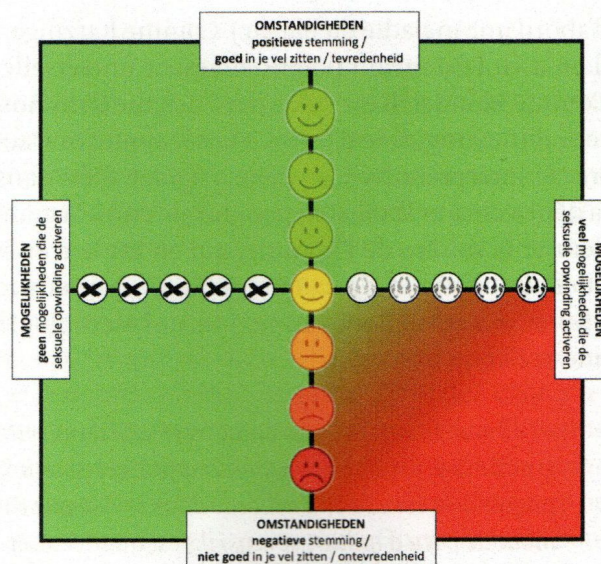 OMSTANDIGHEDEN
positieve stemming /
goed in je vel zitten / tevredenheid
MOGELIJKHEDEN
geen mogelijkheden die de
seksuele opwinding activeren
MOGELIJKHEDEN
veel mogelijkheden die de
seksuele opwinding activeren
OMSTANDIGHEDEN
negatieve stemming /
niet goed in je vel zitten / ontevredenheid